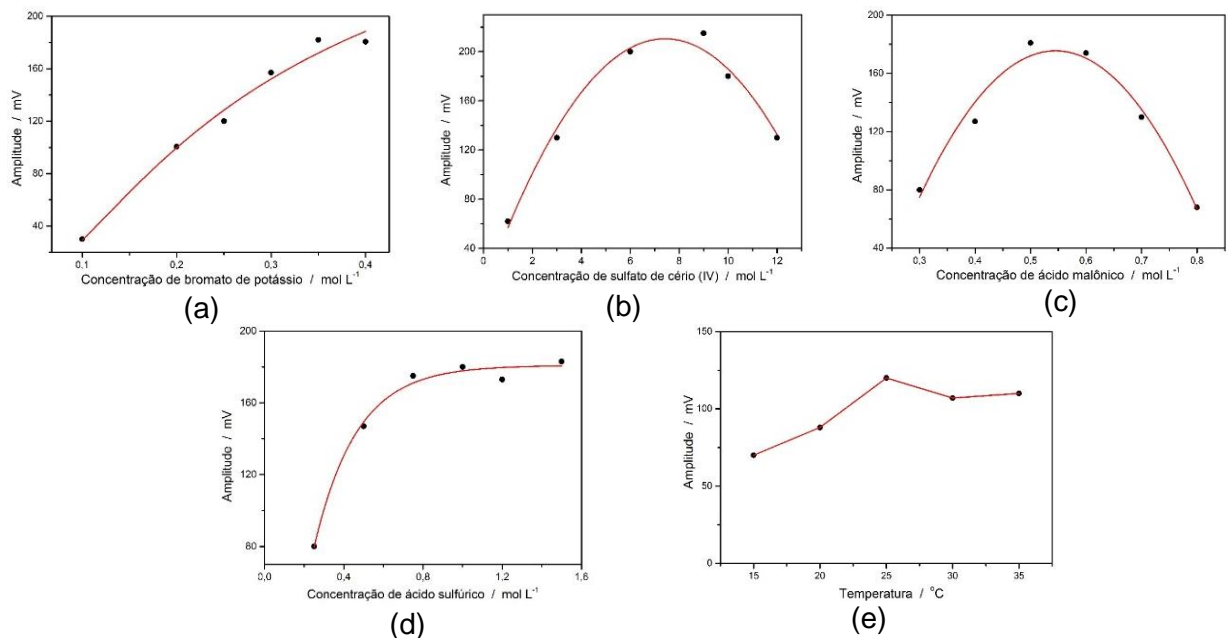 200
160
120
80
40
Amplitude / mV
0,1 0,2 0,3 0,4
Concentração de bromato de potássio / mol L-1
(a)
200
160
120
80
40
Amplitude / mV
0 2 4 6 8 10 12
Concentração de sulfato de cério (IV) / mol L-1
(b)
200
160
120
80
40
Amplitude / mV
0,3 0,4 0,5 0,6 0,7 0,8
Concentração de ácido malônico / mol L-1
(c)
200
160
120
80
Amplitude / mV
0,0 0,4 0,8 1,2 1,6
Concentração de ácido sulfúrico / mol L-1
(d)
150
100
50
0
Amplitude / mV
15 20 25 30 35
Temperatura / °C
(e)